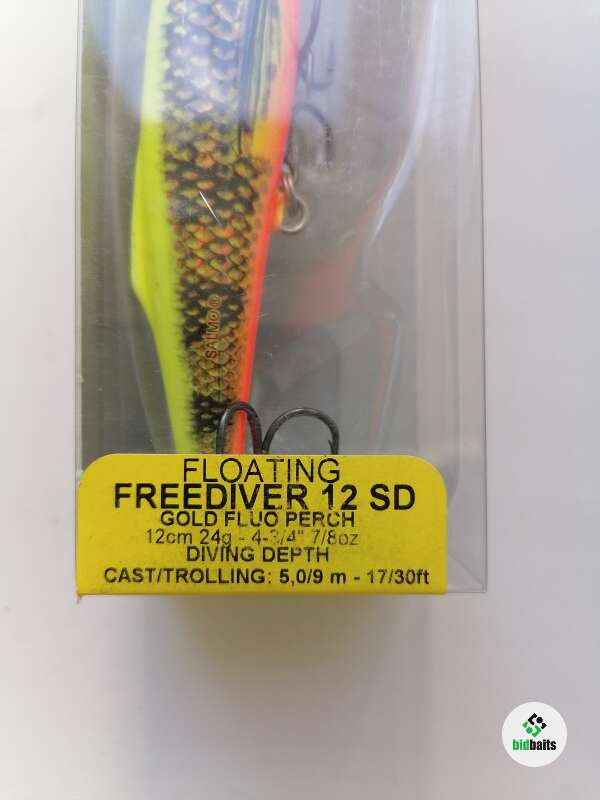 SALMO®
FLOATING
FREEDIVER 12 SD
GOLD FLUO PERCH
12cm 24g - 4-3/4" 7/8oz
DIVING DEPTH
CAST/TROLLING: 5,0/9 m - 17/30ft
bidbaits